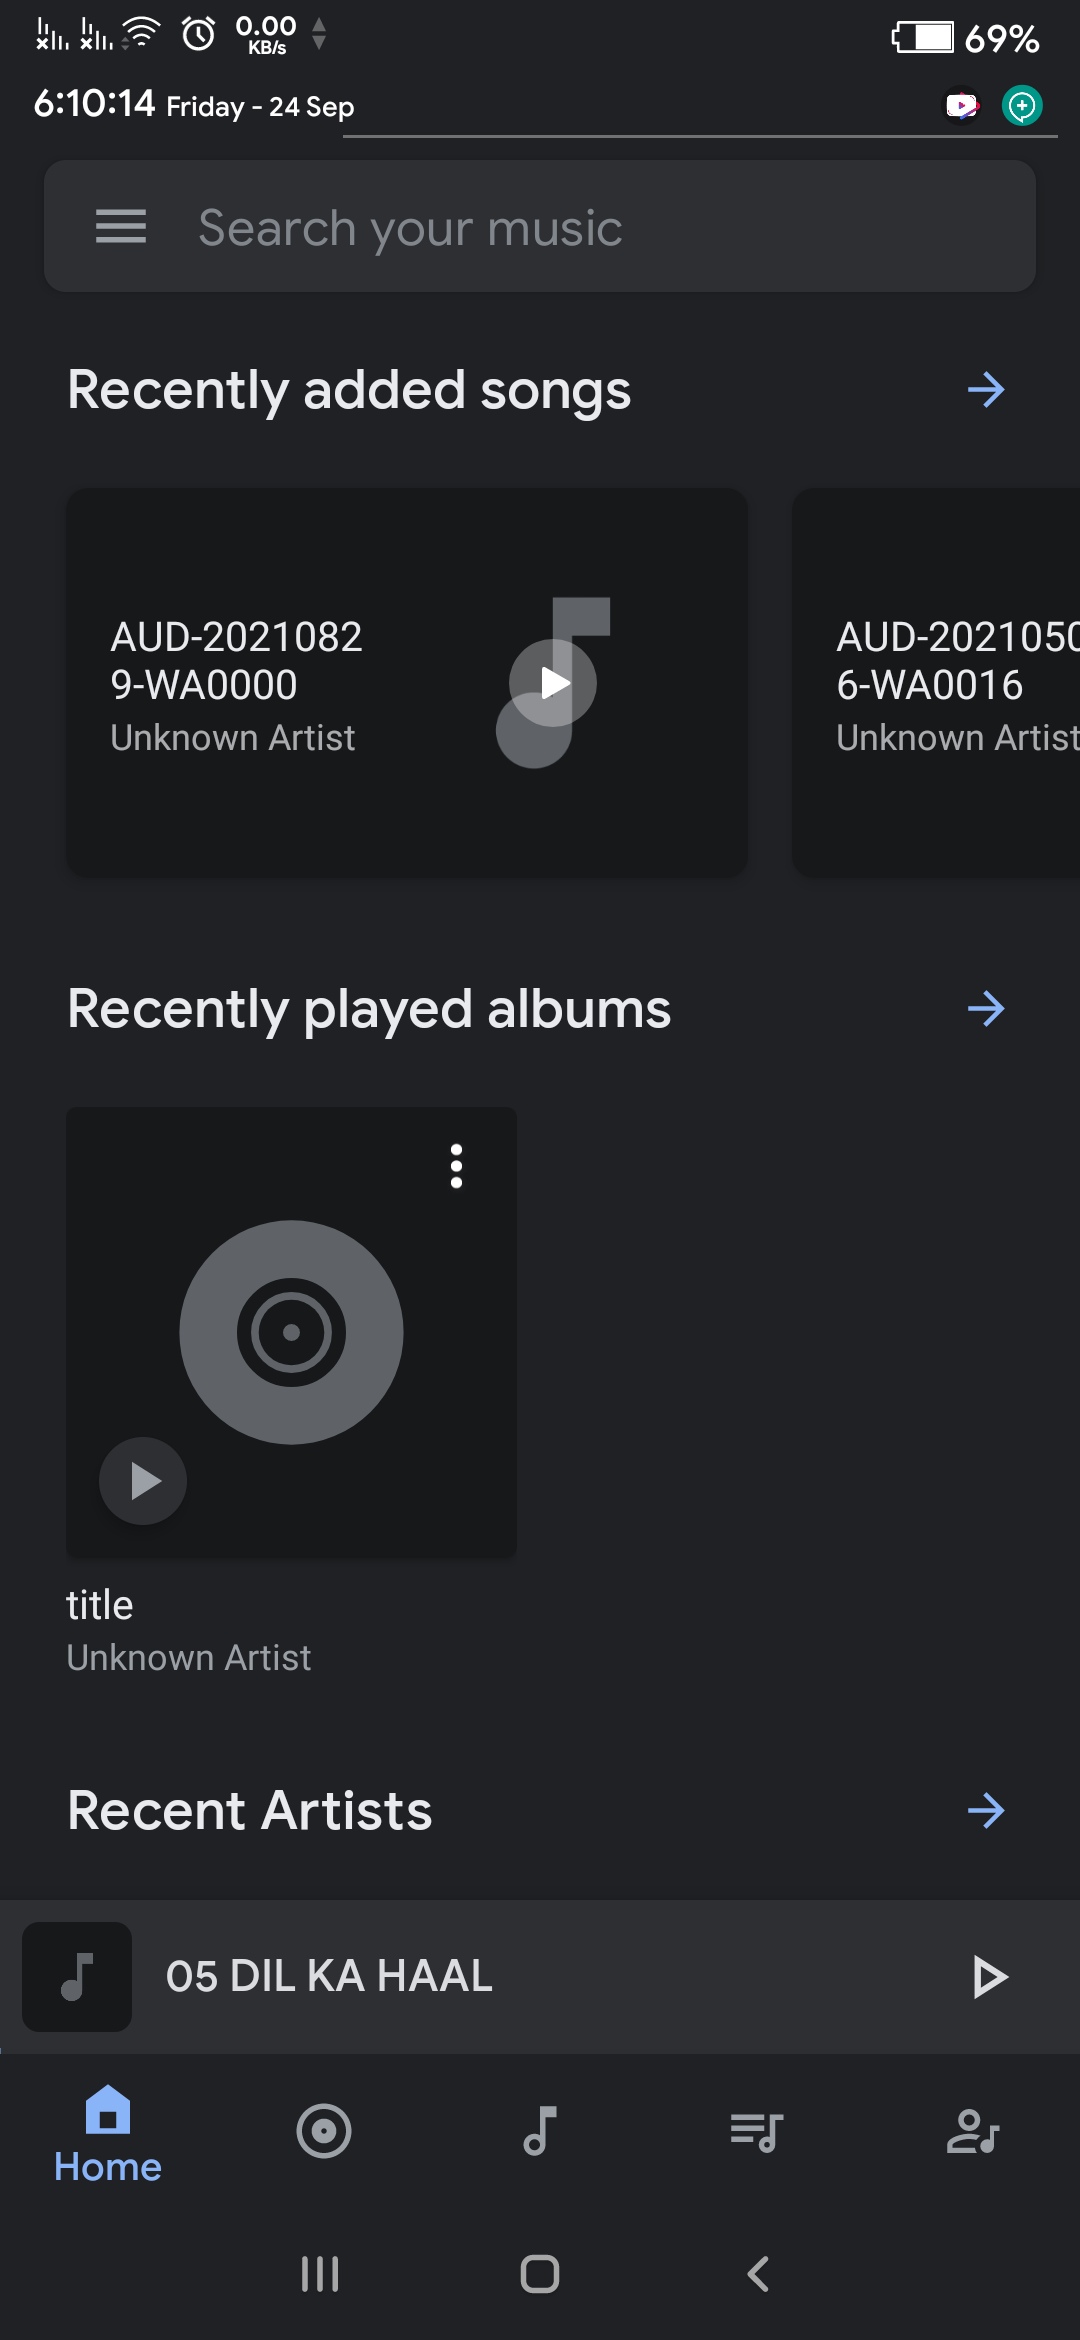 0.00
KB/s
69%
6:10:14 Friday - 24 Sep
Search your music
Recently added songs
AUD-2021082
9-WA0000
Unknown Artist
AUD-2021050
6-WA0016
Unknown Artist
Recently played albums
title
Unknown Artist
Recent Artists
05 DIL KA HAAL
Home